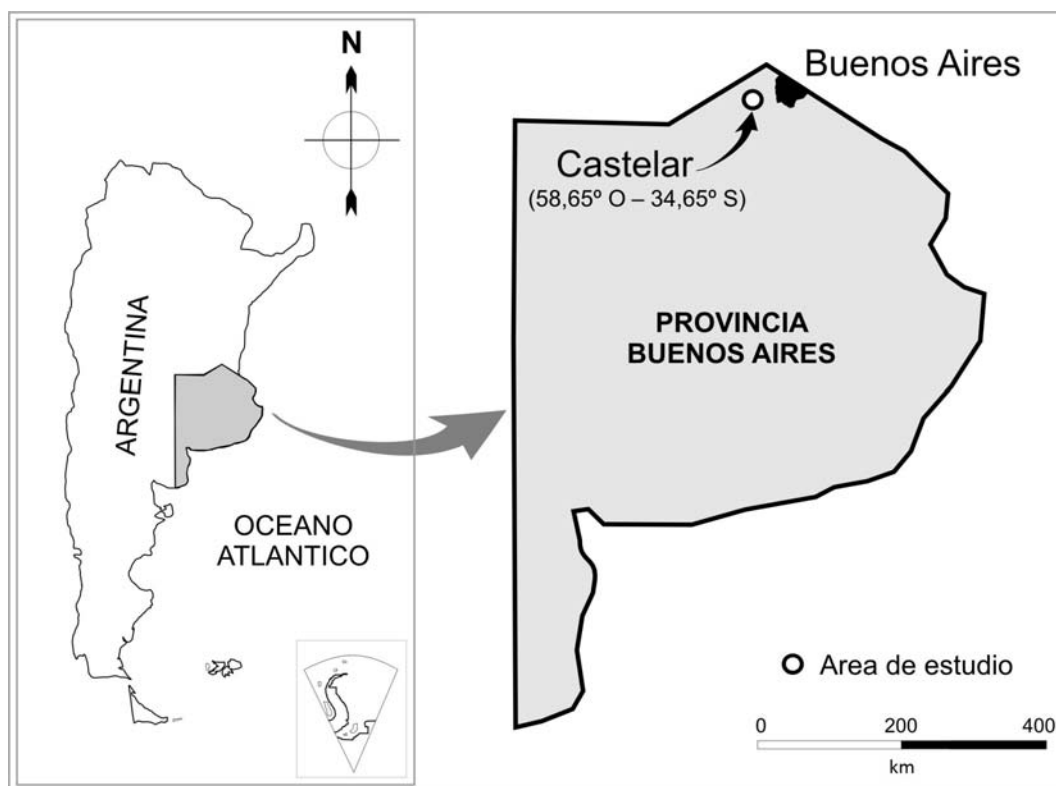 N
ARGENTINA
OCEANO
ATLANTICO
Buenos Aires
Castelar
(58,65º O – 34,65º S)
PROVINCIA
BUENOS AIRES
Area de estudio
0 200 400
km